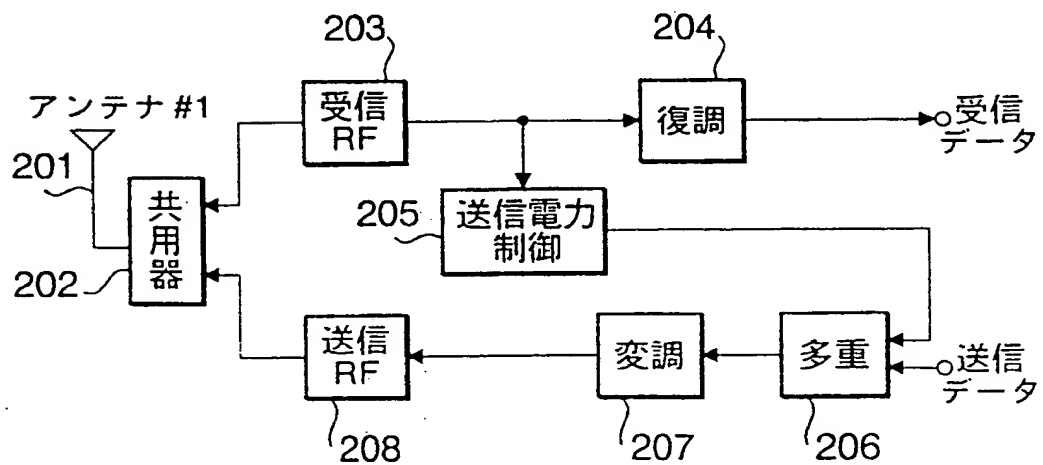 203
204
アンテナ #1
受信
RF
復調
受信
データ
201
共
用
器
205
送信電力
制御
202
送信
RF
変調
多重
送信
データ
208
207
206